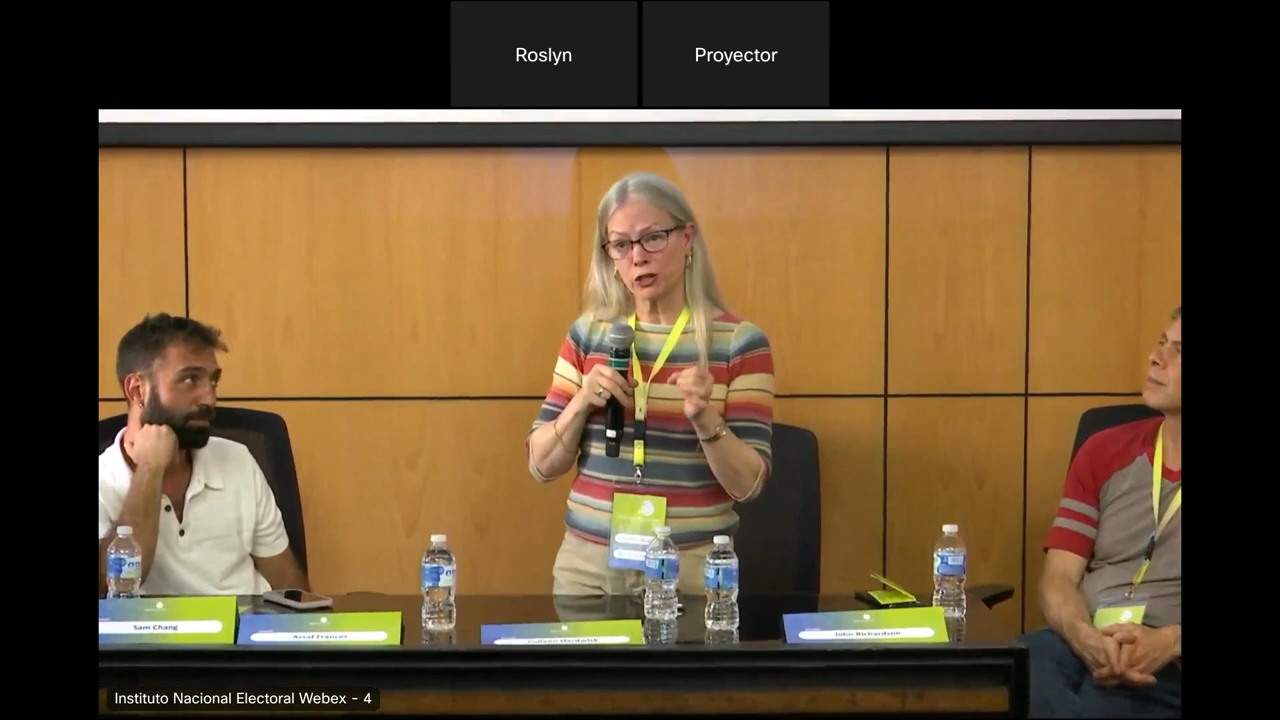 Roslyn
Proyector
Sam Chang
Assaf Frances
John Richardson
Instituto Nacional Electoral Webex - 4